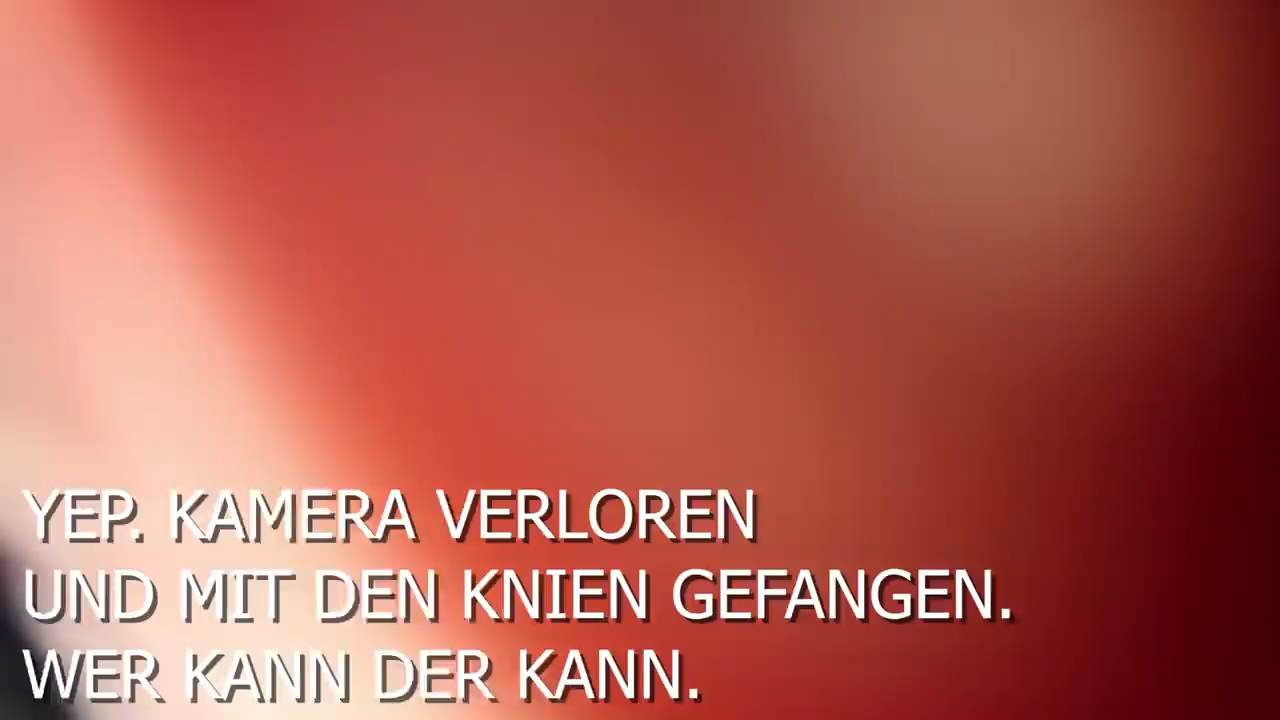 YEP. KAMERA VERLOREN
UND MIT DEN KNIEN GEFANGEN.
WER KANN DER KANN.